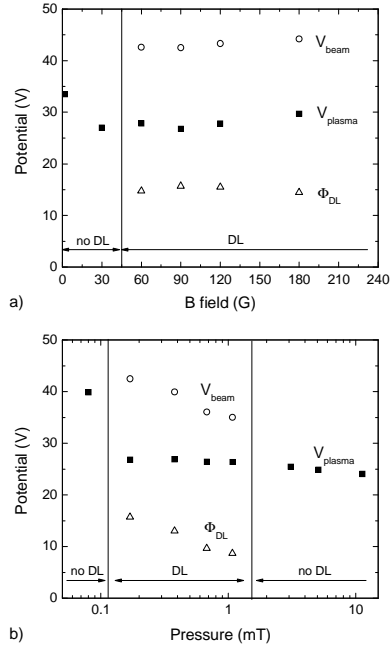 50
40
30
20
10
0
Potential (V)
V_beam
V_plasma
Φ_DL
no DL
DL
0 30 60 90 120 150 180 210 240
a)
B field (G)
50
40
30
20
10
0
Potential (V)
V_beam
V_plasma
Φ_DL
no DL
DL
no DL
0.1 1 10
b)
Pressure (mT)